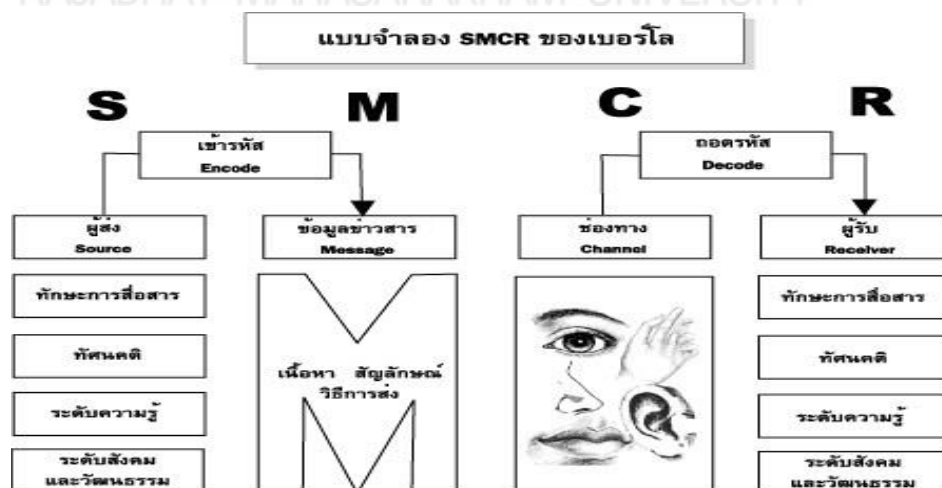 RAJABHAT MAHASARAKHAM UNIVERSITY
แบบจำลอง SMCR ของเบอร์โล
S M C R
เข้ารหัส
Encode
ถอดรหัส
Decode
ผู้ส่ง
Source
ข้อมูลข่าวสาร
Message
ช่องทาง
Channel
ผู้รับ
Receiver
ทักษะการสื่อสาร
ทัศนคติ
ระดับความรู้
ระดับสังคม
และวัฒนธรรม
เนื้อหา สัญลักษณ์
วิธีการส่ง
ทักษะการสื่อสาร
ทัศนคติ
ระดับความรู้
ระดับสังคม
และวัฒนธรรม